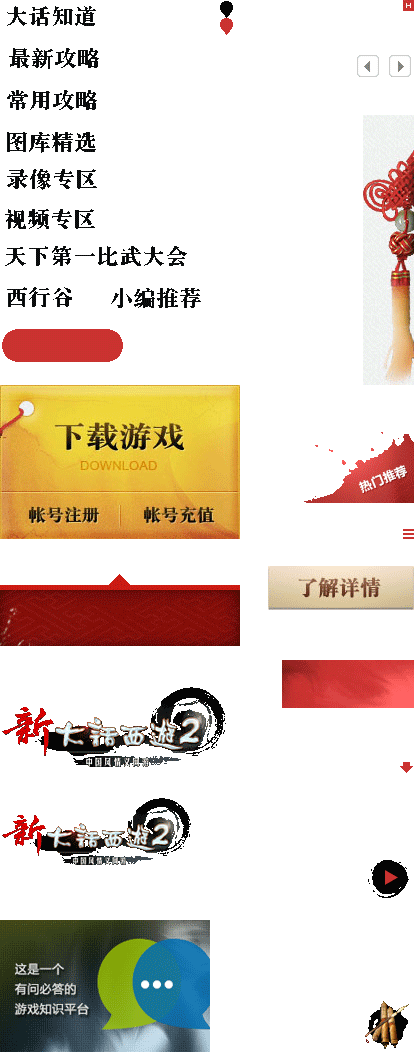 大话知道
H
最新攻略
常用攻略
图库精选
录像专区
视频专区
天下第一比武大会
西行谷
小编推荐
下载游戏
DOWNLOAD
热门推荐
帐号注册
帐号充值
了解详情
新大话西遊2
新大话西遊2
这是一个
有问必答的
游戏知识平台